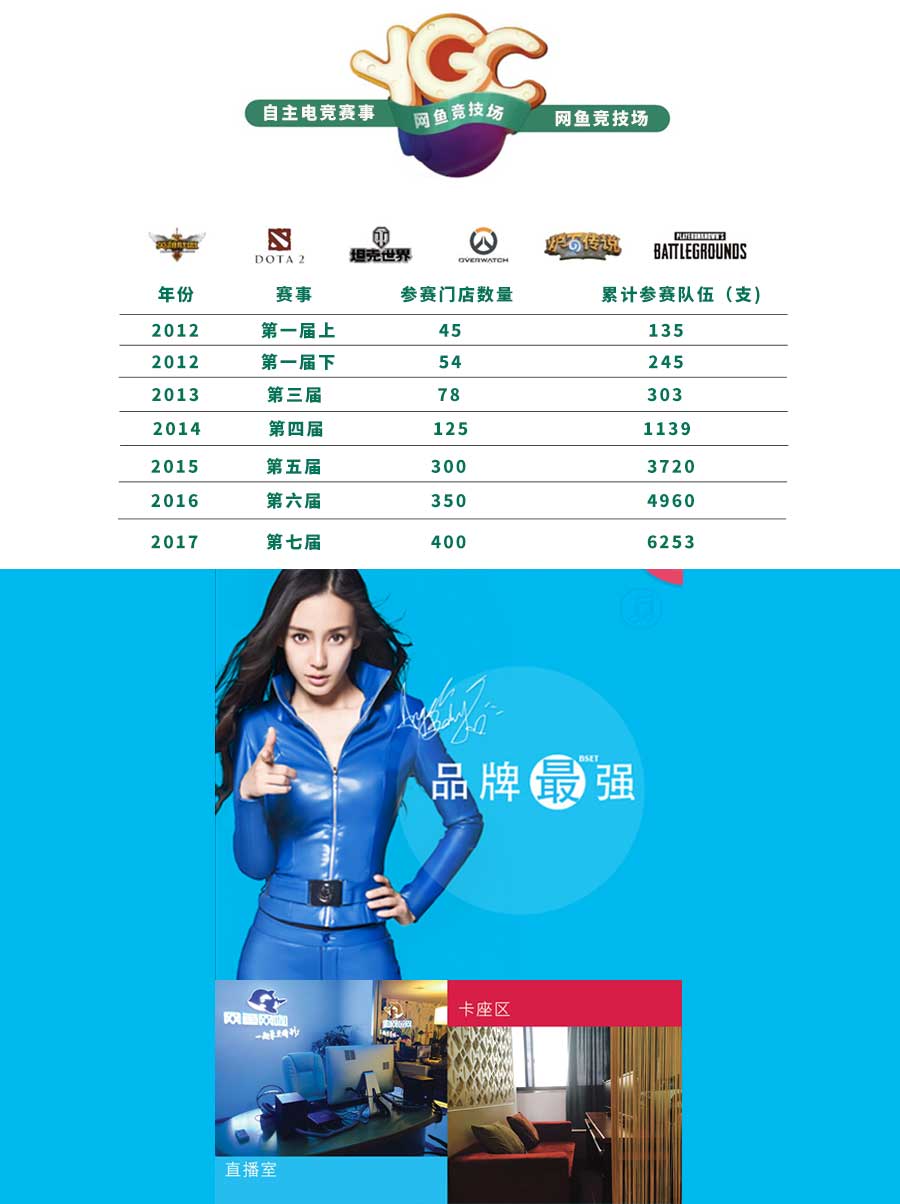 YGC
自主电竞赛事
网鱼竞技场
网鱼竞技场
DOTA 2
坦克世界
OVERWATCH
炉石传说
PLAYERUNKNOWN'S
BATTLEGROUNDS
年份 赛事 参赛门店数量 累计参赛队伍（支）
2012 第一届上 45 135
2012 第一届下 54 245
2013 第三届 78 303
2014 第四届 125 1139
2015 第五届 300 3720
2016 第六届 350 4960
2017 第七届 400 6253
BSET
品牌最强
卡座区
网鱼网咖
直播室